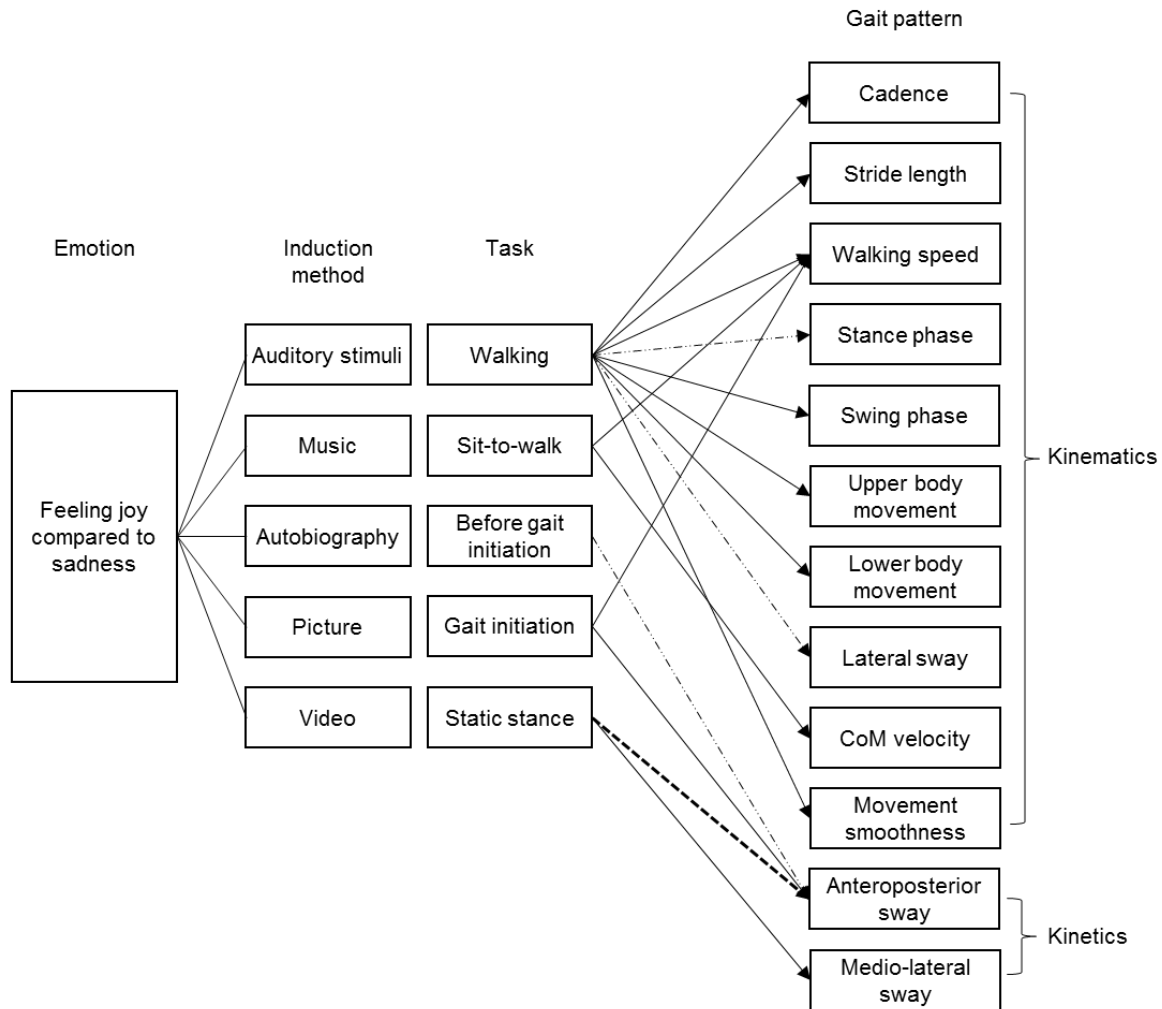 Gait pattern
Emotion
Induction
method
Task
Feeling joy
compared to
sadness
Auditory stimuli
Music
Autobiography
Picture
Video
Walking
Sit-to-walk
Before gait
initiation
Gait initiation
Static stance
Cadence
Stride length
Walking speed
Stance phase
Swing phase
Upper body
movement
Lower body
movement
Lateral sway
CoM velocity
Movement
smoothness
Anteroposterior
sway
Medio-lateral
sway
Kinematics
Kinetics